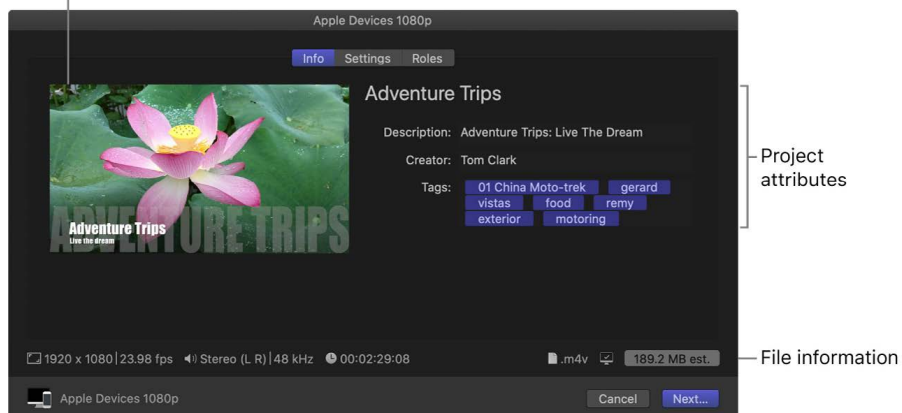 Apple Devices 1080p
Info Settings Roles
Adventure Trips
Description: Adventure Trips: Live The Dream
Creator: Tom Clark
Tags: 01 China Moto-trek gerard
vistas food remy
exterior motoring
ADVENTURE TRIPS
Adventure Trips
Live the dream
Project
attributes
1920 x 1080 | 23.98 fps Stereo (L R) | 48 kHz 00:02:29:08 .m4v 189.2 MB est.
File information
Apple Devices 1080p Cancel Next...